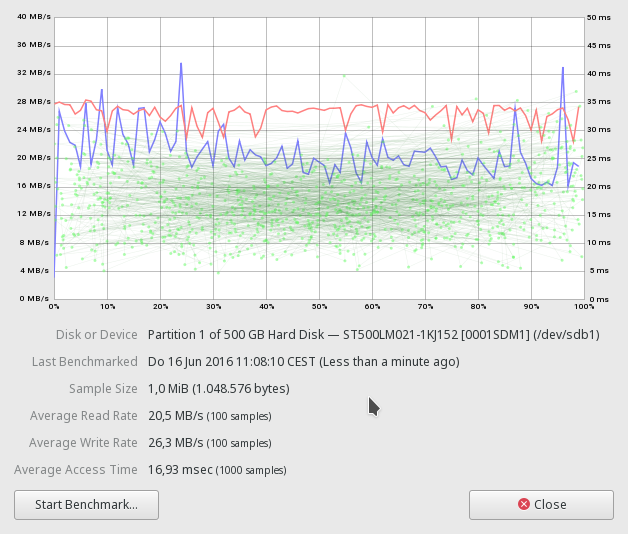 40 MB/s 50 ms
36 MB/s 45 ms
32 MB/s 40 ms
28 MB/s 35 ms
24 MB/s 30 ms
20 MB/s 25 ms
16 MB/s 20 ms
12 MB/s 15 ms
8 MB/s 10 ms
4 MB/s 5 ms
0 MB/s 0 ms
0% 10% 20% 30% 40% 50% 60% 70% 80% 90% 100%
Disk or Device Partition 1 of 500 GB Hard Disk — ST500LM021-1KJ152 [0001SDM1] (/dev/sdb1)
Last Benchmarked Do 16 Jun 2016 11:08:10 CEST (Less than a minute ago)
Sample Size 1,0 MiB (1.048.576 bytes)
Average Read Rate 20,5 MB/s (100 samples)
Average Write Rate 26,3 MB/s (100 samples)
Average Access Time 16,93 msec (1000 samples)
Start Benchmark... Close